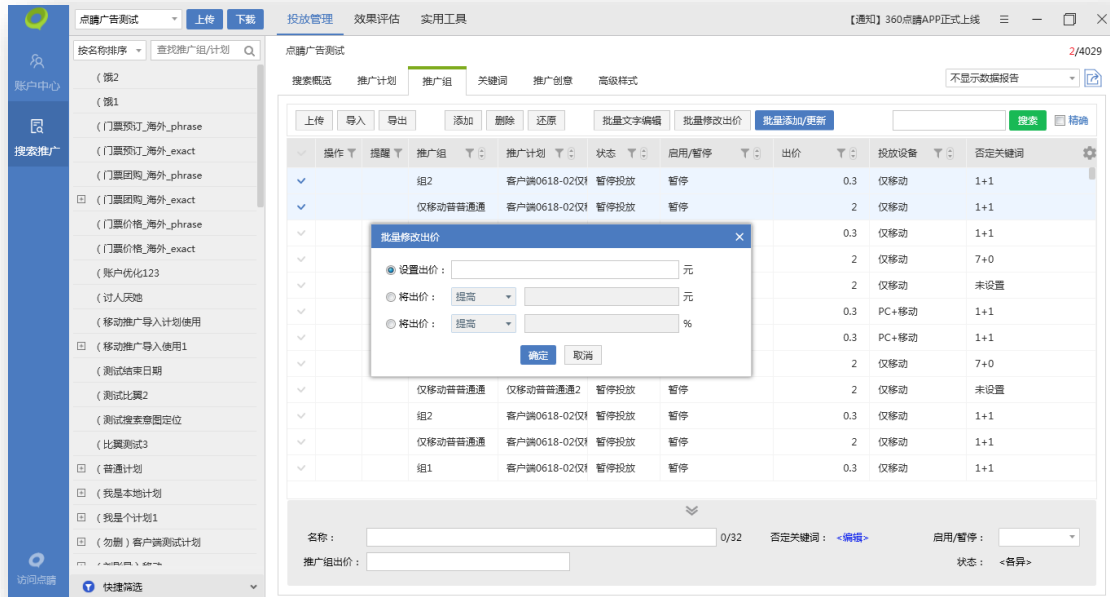 点睛广告测试 上传 下载 投放管理 效果评估 实用工具 【通知】360点睛APP正式上线
账户中心
搜索推广
访问点睛
按名称排序 查找推广组/计划
( 饿2
( 饿1
( 门票预订_海外_phrase
( 门票预订_海外_exact
( 门票团购_海外_phrase
( 门票团购_海外_exact
( 门票价格_海外_phrase
( 门票价格_海外_exact
( 账户优化123
( 讨人厌她
( 移动推广导入计划使用
( 移动推广导入使用1
( 测试结束日期
( 测试比翼2
( 测试搜索意图定位
( 比翼测试3
( 普通计划
( 我是本地计划
( 我是个计划1
( 勿删 ) 客户端测试计划
快捷筛选
点睛广告测试 2/4029
搜索概览 推广计划 推广组 关键词 推广创意 高级样式 不显示数据报告
上传 导入 导出 添加 删除 还原 批量文字编辑 批量修改出价 批量添加/更新 搜索 精确
操作 提醒 推广组 推广计划 状态 启用/暂停 出价 投放设备 否定关键词
组2 客户端0618-02仅 暂停投放 暂停 0.3 仅移动 1+1
仅移动普普通通 客户端0618-02仅 暂停投放 暂停 2 仅移动 1+1
0.3 仅移动 1+1
2 仅移动 7+0
2 仅移动 未设置
0.3 PC+移动 1+1
0.3 PC+移动 1+1
2 仅移动 7+0
批量修改出价
设置出价： 元
将出价： 提高 元
将出价： 提高 %
确定 取消
仅移动普普通通 仅移动普普通通2 暂停投放 暂停 2 仅移动 未设置
组2 客户端0618-02仅 暂停投放 暂停 0.3 仅移动 1+1
仅移动普普通通 客户端0618-02仅 暂停投放 暂停 2 仅移动 1+1
组1 客户端0618-02仅 暂停投放 暂停 0.3 仅移动 1+1
名称： 0/32 否定关键词： <编辑> 启用/暂停：
推广组出价： 状态： <各异>